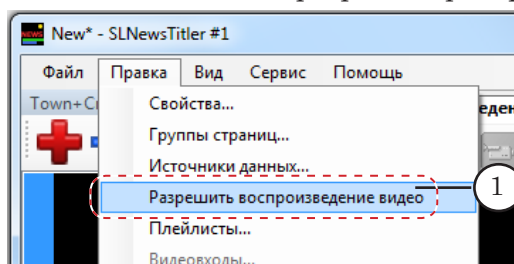 New* - SLNewsTitler #1
Файл Правка Вид Сервис Помощь
Town+C
Свойства...
Группы страниц...
Источники данных...
Разрешить воспроизведение видео
1
Плейлисты...
Видеовходы...